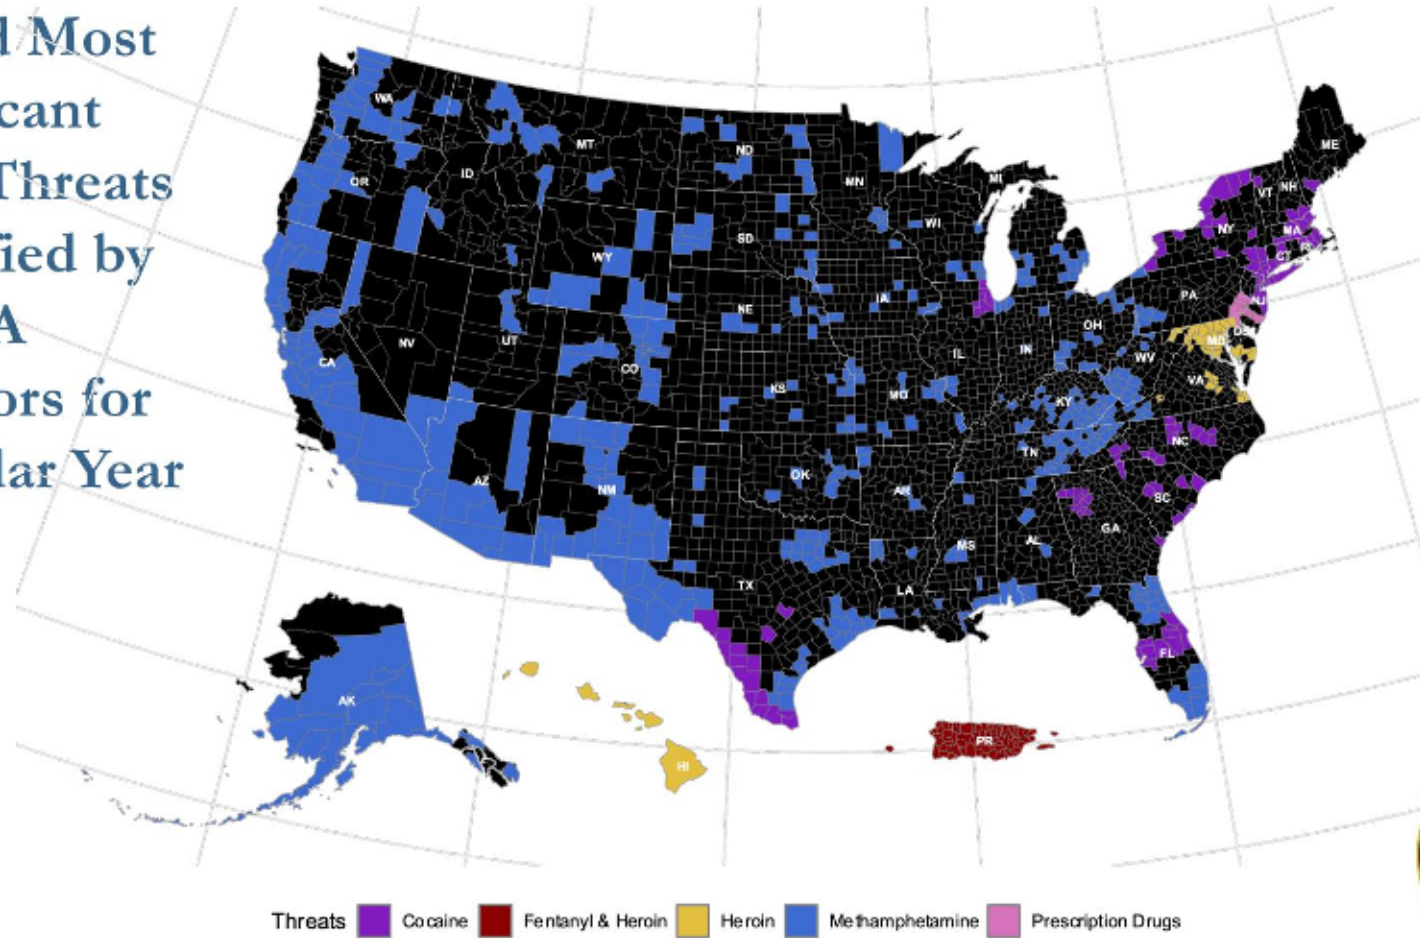 d Most
cant
Threats
ied by
A
ors for
dar Year
WA
MT
ND
MN
MI
ME
VT
NH
OR
ID
WI
NY
MA
RI
CT
SD
WY
IA
PA
NJ
NE
OH
DE
MD
NV
UT
IL
IN
WV
CA
CO
VA
KS
MO
KY
NC
TN
OK
AZ
NM
AR
SC
GA
MS
AL
TX
LA
FL
AK
PR
HI
Threats Cocaine Fentanyl & Heroin Heroin Methamphetamine Prescription Drugs